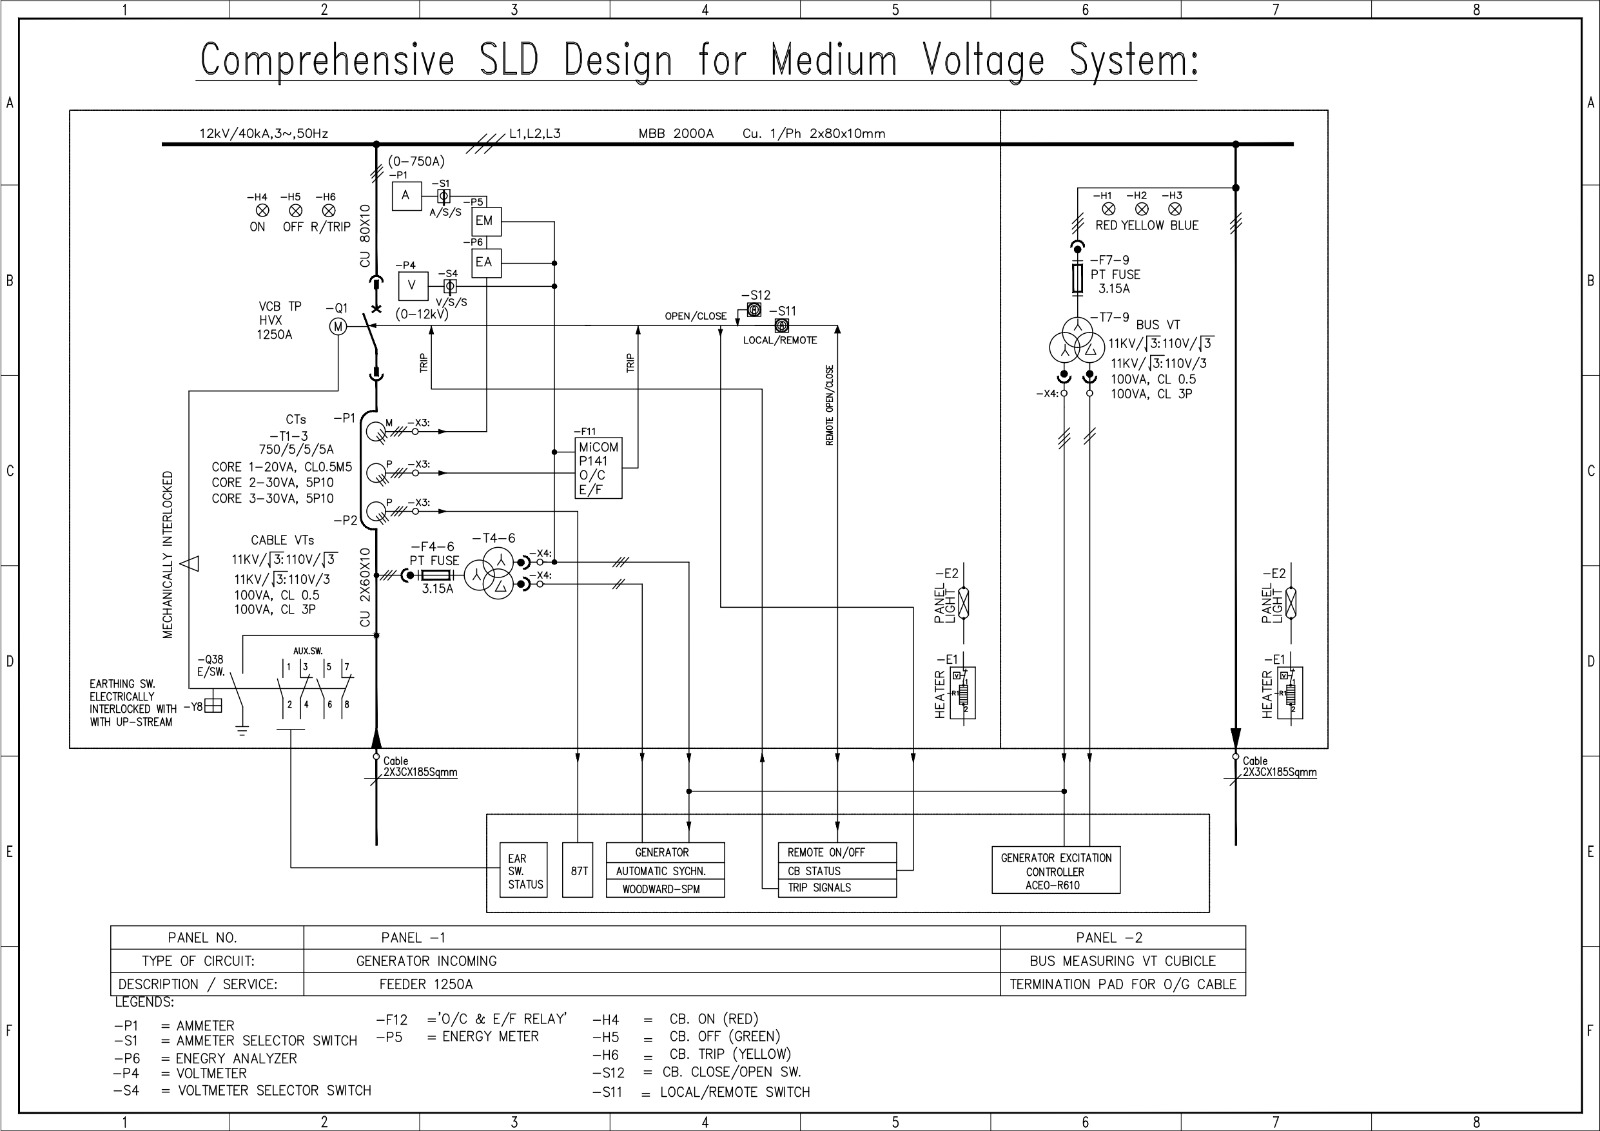 1 2 3 4 5 6 7 8
Comprehensive SLD Design for Medium Voltage System:
A
A
12kV/40kA,3~,50Hz
L1,L2,L3
MBB 2000A Cu. 1/Ph 2x80x10mm
(0-750A)
-P1
A
-S1
A/S/S
-P5
EM
-P6
EA
-P4
V
-S4
V/S/S
(0-12kV)
-H4 -H5 -H6
ON OFF R/TRIP
CU 80X10
B
B
VCB TP
HVX
1250A
-Q1
M
TRIP
TRIP
OPEN/CLOSE
-S12
-S11
LOCAL/REMOTE
REMOTE OPEN/CLOSE
-H1 -H2 -H3
RED YELLOW BLUE
-F7-9
PT FUSE
3.15A
-T7-9
BUS VT
11KV/√3:110V/√3
11KV/√3:110V/3
100VA, CL 0.5
100VA, CL 3P
-X4:
C
C
CTs
-T1-3
750/5/5/5A
CORE 1-20VA, CL0.5M5
CORE 2-30VA, 5P10
CORE 3-30VA, 5P10
-P1
M
-X3:
P
-X3:
P
-X3:
-P2
-F11
MiCOM
P141
O/C
E/F
MECHANICALLY INTERLOCKED
CABLE VTs
11KV/√3:110V/√3
11KV/√3:110V/3
100VA, CL 0.5
100VA, CL 3P
CU 2X60X10
-F4-6
PT FUSE
3.15A
-T4-6
-X4:
-X4:
D
D
-E2
PANEL
LIGHT
-E1
HEATER
-R1
1
2
-E2
PANEL
LIGHT
-E1
HEATER
-R1
1
2
-Q38
E/SW.
AUX.SW.
1 3 5 7
2 4 6 8
EARTHING SW.
ELECTRICALLY
INTERLOCKED WITH
WITH UP-STREAM
-Y8
Cable
2X3CX185Sqmm
Cable
2X3CX185Sqmm
E
E
EAR
SW.
STATUS
87T
GENERATOR
AUTOMATIC SYCHN.
WOODWARD-SPM
REMOTE ON/OFF
CB STATUS
TRIP SIGNALS
GENERATOR EXCITATION
CONTROLLER
ACEO-R610
PANEL NO. PANEL -1 PANEL -2
TYPE OF CIRCUIT: GENERATOR INCOMING BUS MEASURING VT CUBICLE
DESCRIPTION / SERVICE: FEEDER 1250A TERMINATION PAD FOR O/G CABLE
F
F
LEGENDS:
-P1 = AMMETER
-S1 = AMMETER SELECTOR SWITCH
-P6 = ENEGRY ANALYZER
-P4 = VOLTMETER
-S4 = VOLTMETER SELECTOR SWITCH
-F12 ='O/C & E/F RELAY'
-P5 = ENERGY METER
-H4 = CB. ON (RED)
-H5 = CB. OFF (GREEN)
-H6 = CB. TRIP (YELLOW)
-S12 = CB. CLOSE/OPEN SW.
-S11 = LOCAL/REMOTE SWITCH
1 2 3 4 5 6 7 8